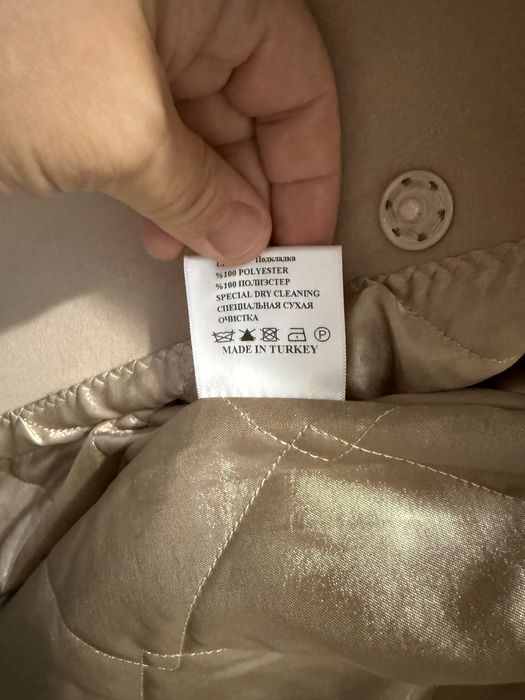 Подкладка
%100 POLYESTER
%100 ПОЛИЭСТЕР
SPECIAL DRY CLEANING
СПЕЦИАЛЬНАЯ СУХАЯ
ОЧИСТКА
P
MADE IN TURKEY